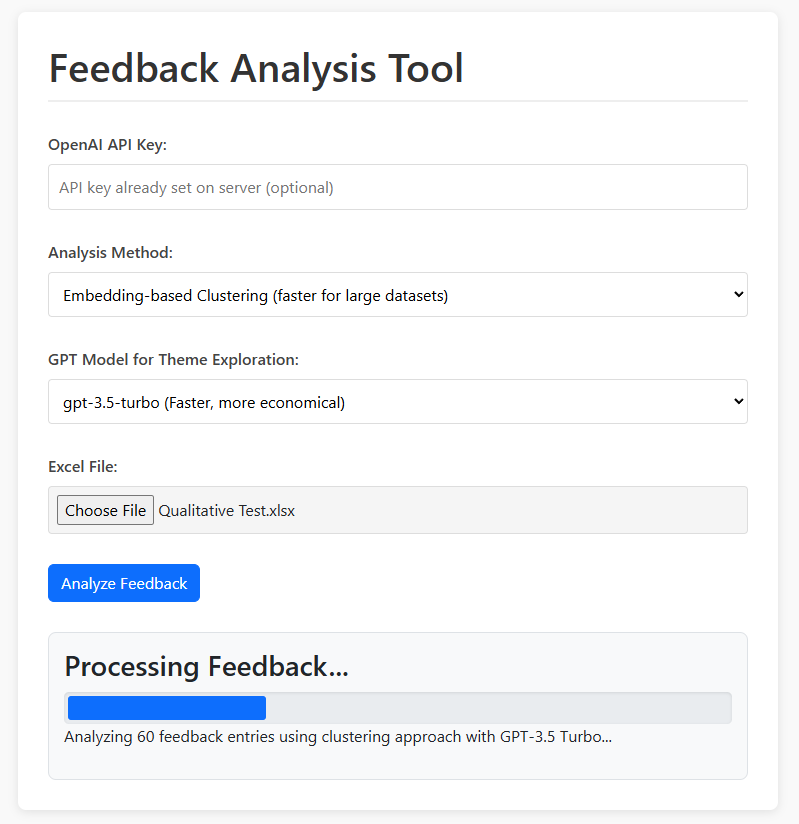 Feedback Analysis Tool
OpenAI API Key:
API key already set on server (optional)
Analysis Method:
Embedding-based Clustering (faster for large datasets)
GPT Model for Theme Exploration:
gpt-3.5-turbo (Faster, more economical)
Excel File:
Choose File Qualitative Test.xlsx
Analyze Feedback
Processing Feedback...
Analyzing 60 feedback entries using clustering approach with GPT-3.5 Turbo...